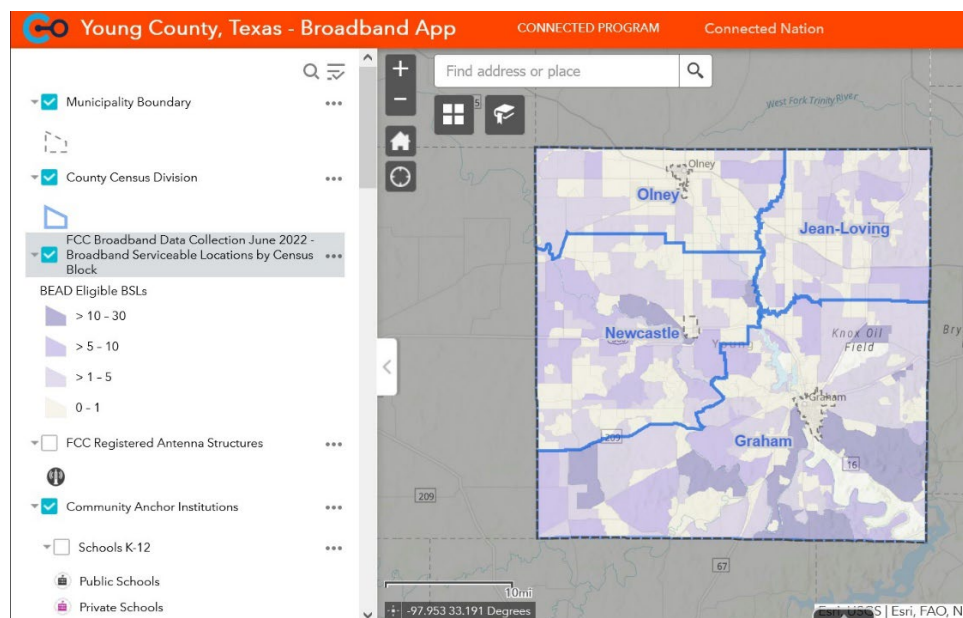 Young County, Texas - Broadband App
CONNECTED PROGRAM
Connected Nation
Municipality Boundary
County Census Division
FCC Broadband Data Collection June 2022 -
Broadband Serviceable Locations by Census
Block
BEAD Eligible BSLs
> 10 - 30
> 5 - 10
> 1 - 5
0 - 1
FCC Registered Antenna Structures
Community Anchor Institutions
Schools K-12
Public Schools
Private Schools
+
Find address or place
−
West Fork Trinity River
Olney
Olney
Jean-Loving
Newcastle
Young
Knox Oil
Field
Bry
Graham
Graham
209
16
209
67
10mi
-97.953 33.191 Degrees
Esri, USGS | Esri, FAO, N